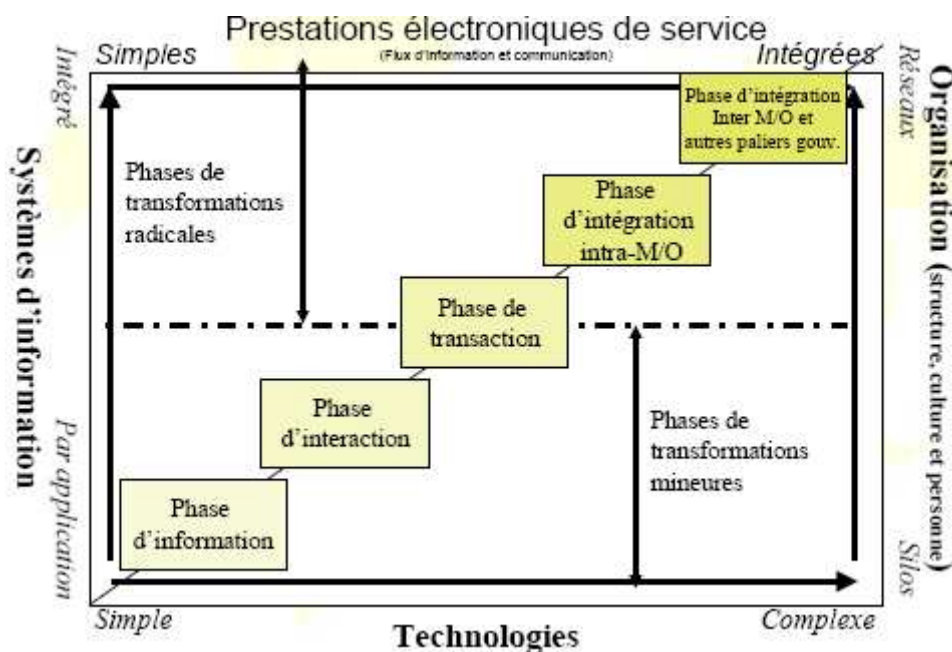 Prestations électroniques de service
(Flux d'information et communication)
Simples
Intégrées
Intégré
Réseaux
Phase d'intégration
Inter M/O et
autres paliers gouv.
Phases de
transformations
radicales
Phase
d'intégration
intra-M/O
Systèmes d'information
Organisation (structure, culture et personne)
Phase de
transaction
Phase
d'interaction
Phases de
transformations
mineures
Par application
Phase
d'information
Silos
Simple
Complexe
Technologies